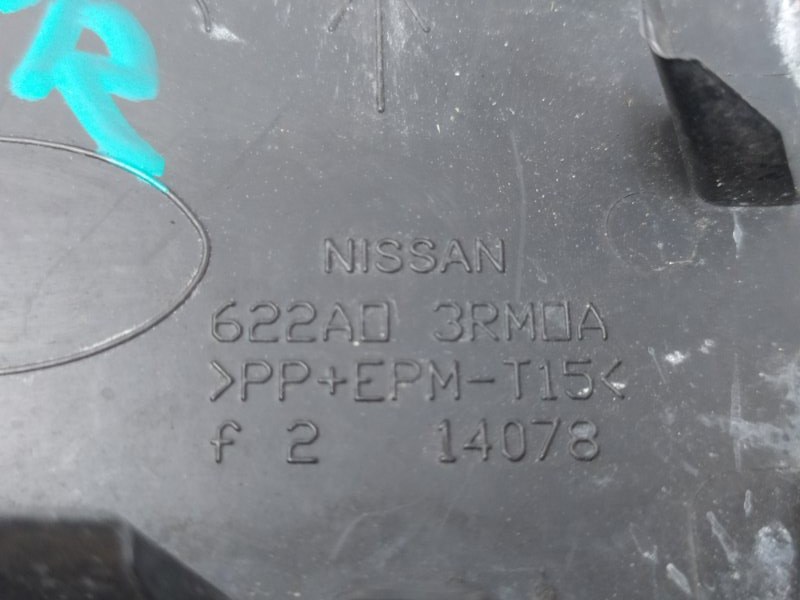 R
NISSAN
622A0 3RM0A
>PP+EPM-T15<
f 2 14078